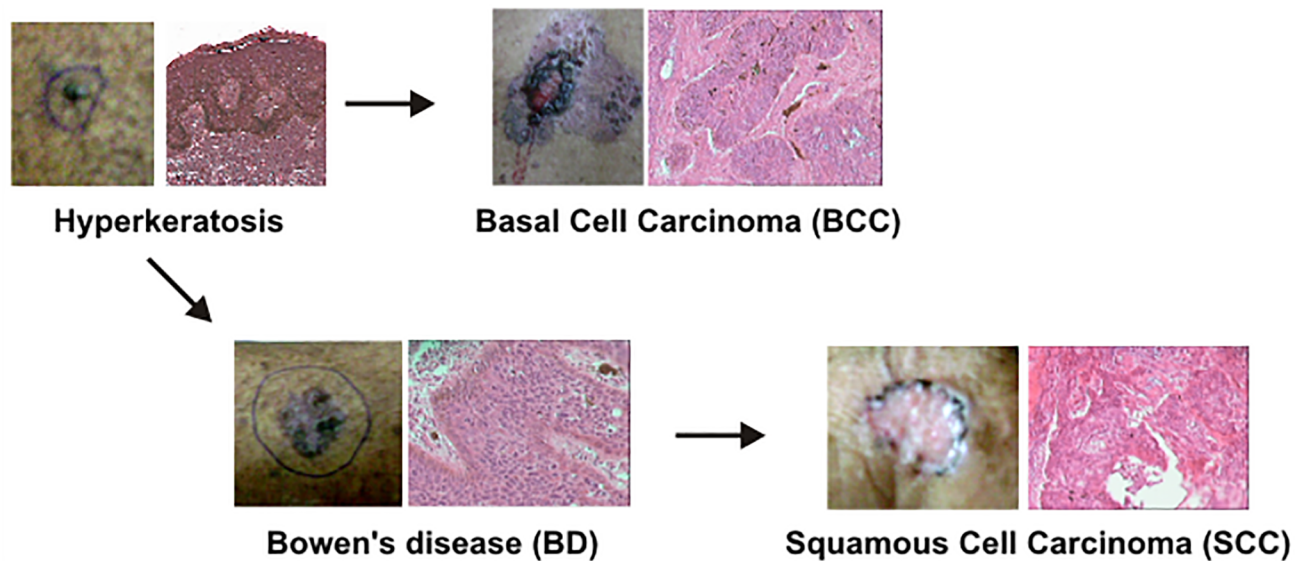 Hyperkeratosis
Basal Cell Carcinoma (BCC)
Bowen's disease (BD)
Squamous Cell Carcinoma (SCC)